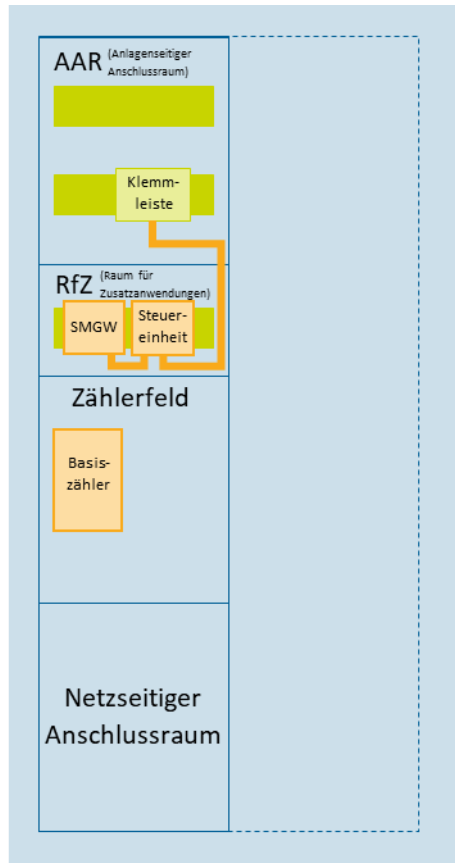 AAR (Anlagenseitiger
Anschlussraum)
Klemm-
leiste
RfZ (Raum für
Zusatzanwendungen)
SMGW
Steuer-
einheit
Zählerfeld
Basis-
zähler
Netzseitiger
Anschlussraum